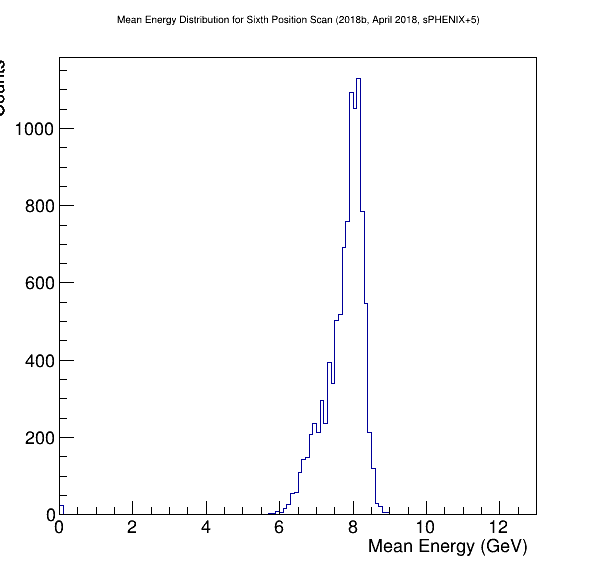 Mean Energy Distribution for Sixth Position Scan (2018b, April 2018, sPHENIX+5)
Counts
1000
800
600
400
200
0
0 2 4 6 8 10 12
Mean Energy (GeV)